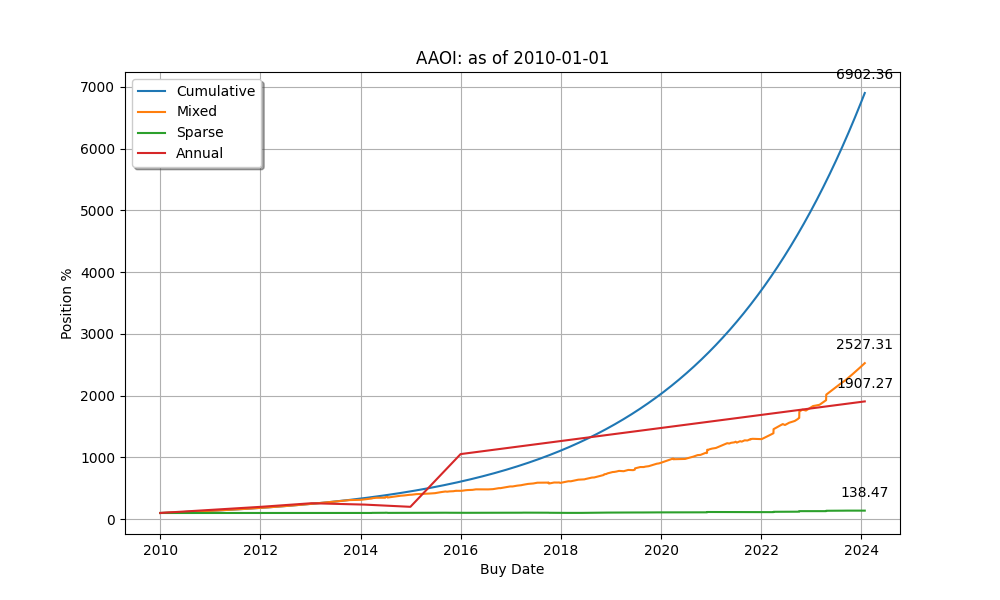 AAOI: as of 2010-01-01
6902.36
7000
Cumulative
Mixed
Sparse
Annual
6000
5000
4000
Position %
3000
2527.31
2000
1907.27
1000
138.47
0
2010 2012 2014 2016 2018 2020 2022 2024
Buy Date